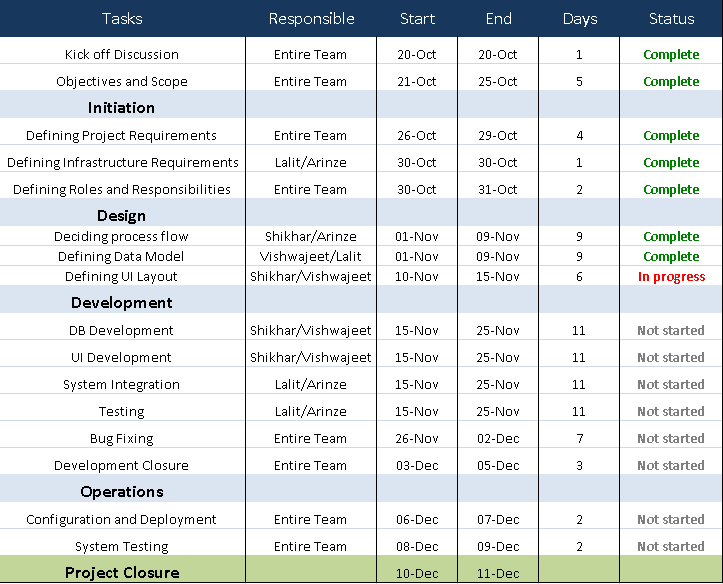 Tasks Responsible Start End Days Status
Kick off Discussion Entire Team 20-Oct 20-Oct 1 Complete
Objectives and Scope Entire Team 21-Oct 25-Oct 5 Complete
Initiation
Defining Project Requirements Entire Team 26-Oct 29-Oct 4 Complete
Defining Infrastructure Requirements Lalit/Arinze 30-Oct 30-Oct 1 Complete
Defining Roles and Responsibilities Entire Team 30-Oct 31-Oct 2 Complete
Design
Deciding process flow Shikhar/Arinze 01-Nov 09-Nov 9 Complete
Defining Data Model Vishwajeet/Lalit 01-Nov 09-Nov 9 Complete
Defining UI Layout Shikhar/Vishwajeet 10-Nov 15-Nov 6 In progress
Development
DB Development Shikhar/Vishwajeet 15-Nov 25-Nov 11 Not started
UI Development Shikhar/Vishwajeet 15-Nov 25-Nov 11 Not started
System Integration Lalit/Arinze 15-Nov 25-Nov 11 Not started
Testing Lalit/Arinze 15-Nov 25-Nov 11 Not started
Bug Fixing Entire Team 26-Nov 02-Dec 7 Not started
Development Closure Entire Team 03-Dec 05-Dec 3 Not started
Operations
Configuration and Deployment Entire Team 06-Dec 07-Dec 2 Not started
System Testing Entire Team 08-Dec 09-Dec 2 Not started
Project Closure 10-Dec 11-Dec